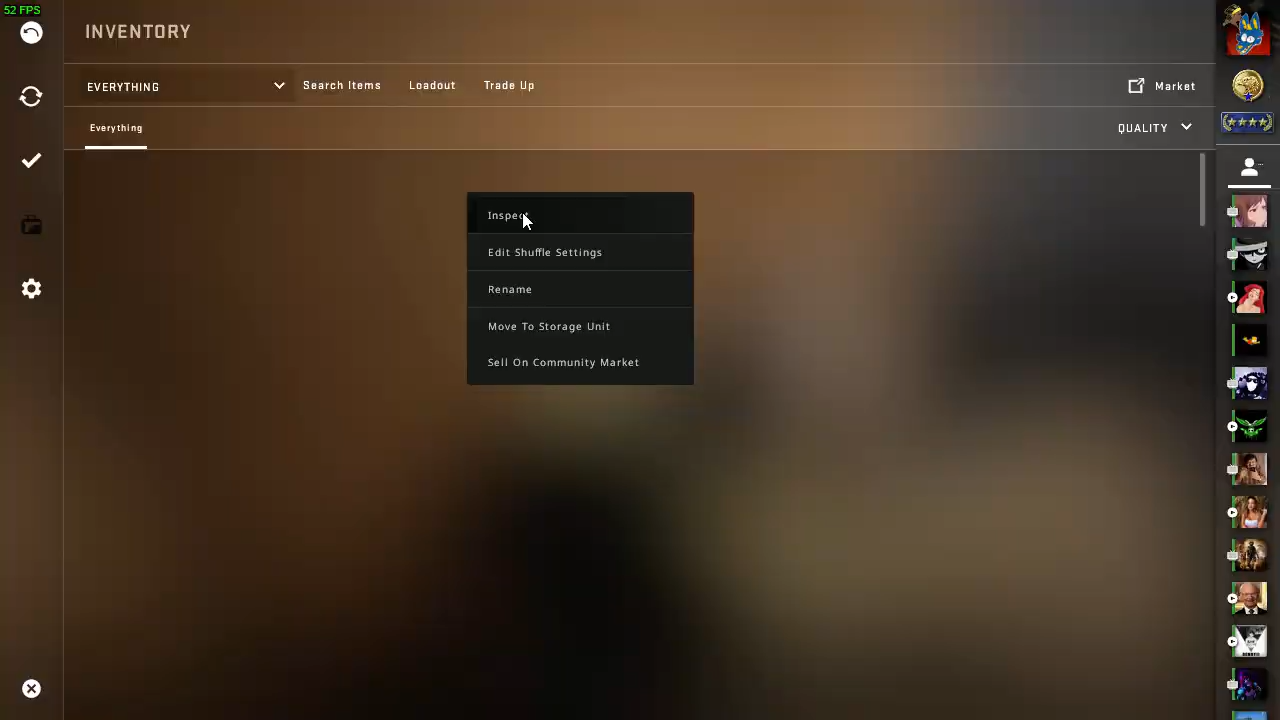 52 FPS
INVENTORY
EVERYTHING
Search Items
Loadout
Trade Up
Market
Everything
QUALITY
Inspect
Edit Shuffle Settings
Rename
Move To Storage Unit
Sell On Community Market